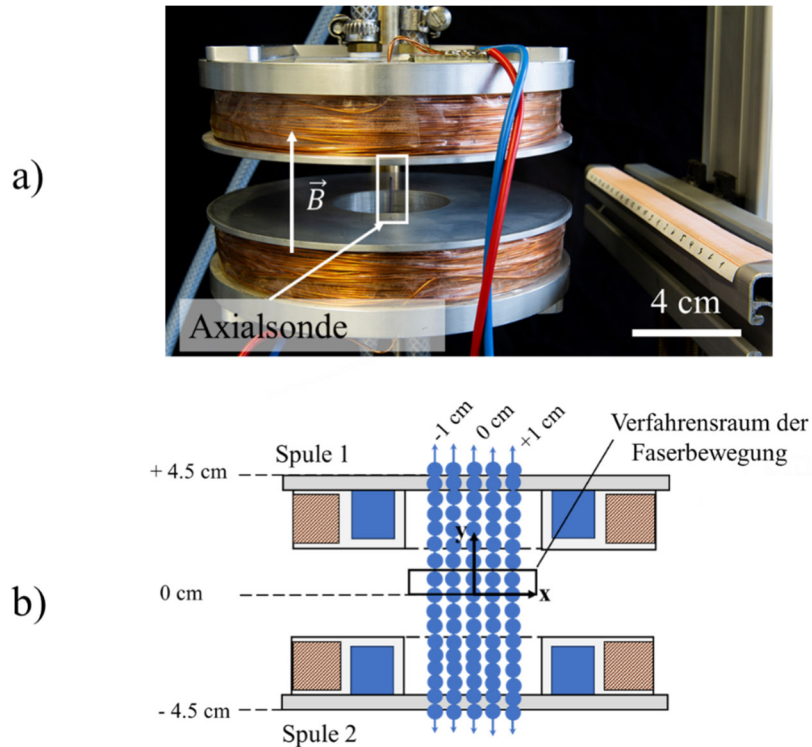 a)
B
Axialsonde
4 cm
b)
-1 cm
0 cm
+1 cm
Verfahrensraum der
Faserbewegung
Spule 1
+ 4.5 cm
y
0 cm
x
- 4.5 cm
Spule 2